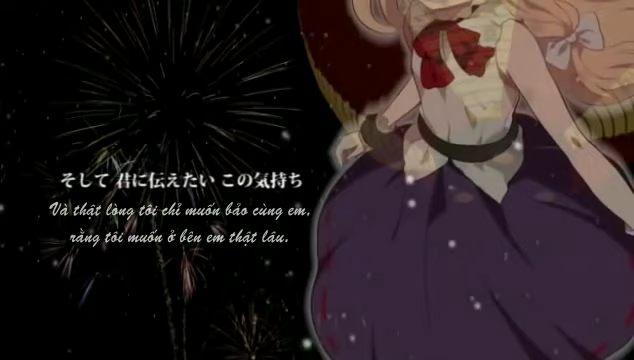 そして 君に伝えたい この気持ち
Và thật lòng tôi chỉ muốn bảo cùng em,
rằng tôi muốn ở bên em thật lâu.